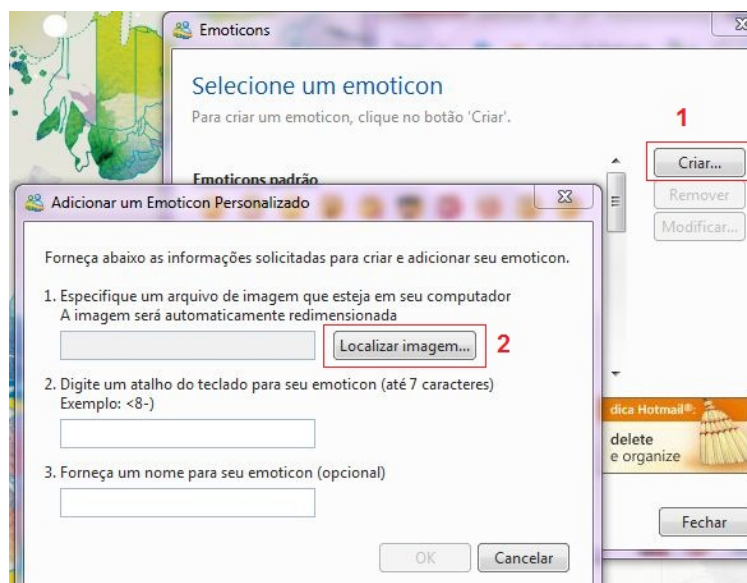 Emoticons
Selecione um emoticon
Para criar um emoticon, clique no botão 'Criar'.
1
Criar...
Emoticons padrão
Remover
Modificar...
Adicionar um Emoticon Personalizado
Forneça abaixo as informações solicitadas para criar e adicionar seu emoticon.
1. Especifique um arquivo de imagem que esteja em seu computador
A imagem será automaticamente redimensionada
Localizar imagem...
2
2. Digite um atalho do teclado para seu emoticon (até 7 caracteres)
Exemplo: <8-)
dica Hotmail®:
delete
e organize
3. Forneça um nome para seu emoticon (opcional)
Fechar
OK
Cancelar